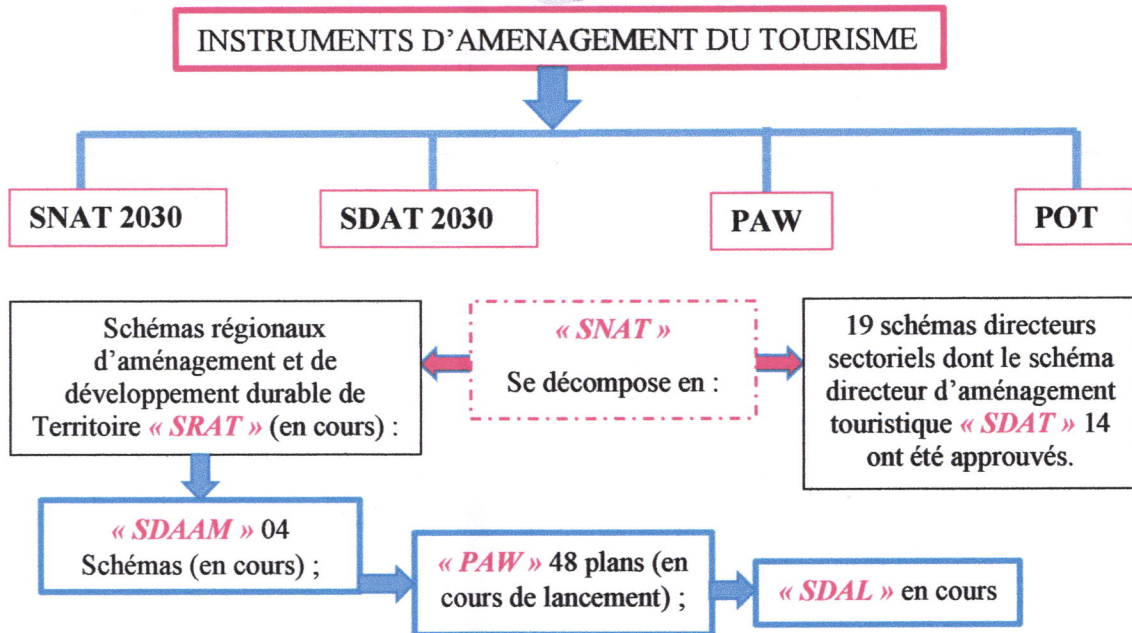 INSTRUMENTS D’AMENAGEMENT DU TOURISME
SNAT 2030
SDAT 2030
PAW
POT
Schémas régionaux
d’aménagement et de
développement durable de
Territoire « SRAT » (en cours) :
« SNAT »
Se décompose en :
19 schémas directeurs
sectoriels dont le schéma
directeur d’aménagement
touristique « SDAT » 14
ont été approuvés.
« SDAAM » 04
Schémas (en cours) ;
« PAW » 48 plans (en
cours de lancement) ;
« SDAL » en cours